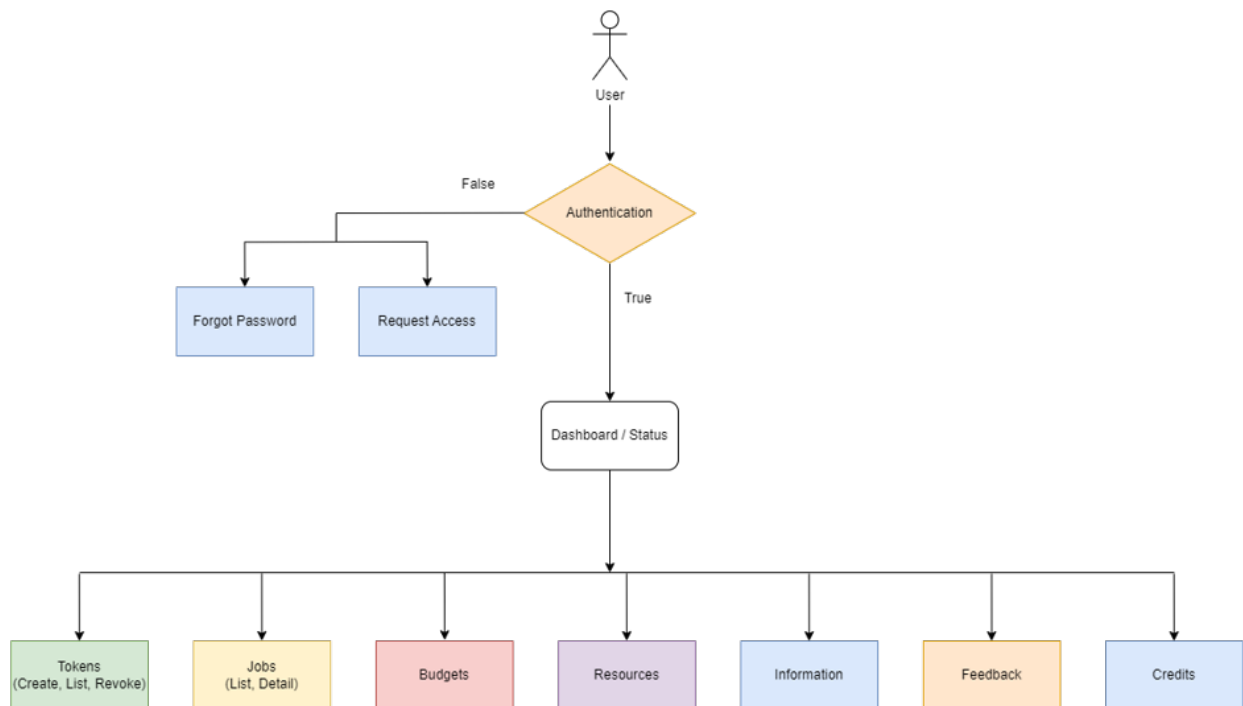 User
False
Authentication
True
Forgot Password
Request Access
Dashboard / Status
Tokens
(Create, List, Revoke)
Jobs
(List, Detail)
Budgets
Resources
Information
Feedback
Credits